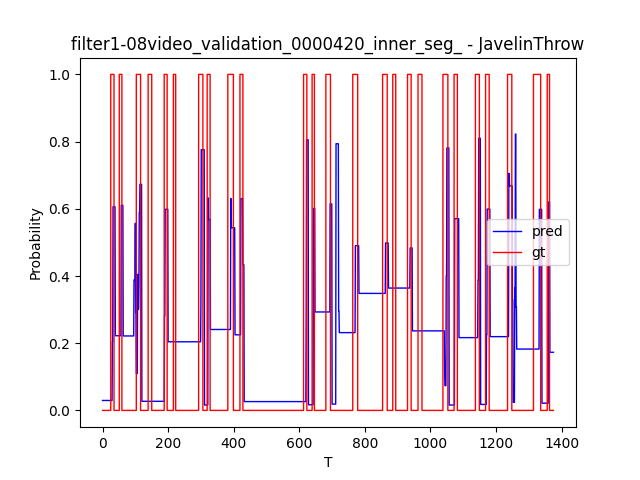 filter1-08video_validation_0000420_inner_seg_ - JavelinThrow
1.0
0.8
0.6
0.4
0.2
0.0
Probability
pred
gt
0 200 400 600 800 1000 1200 1400
T